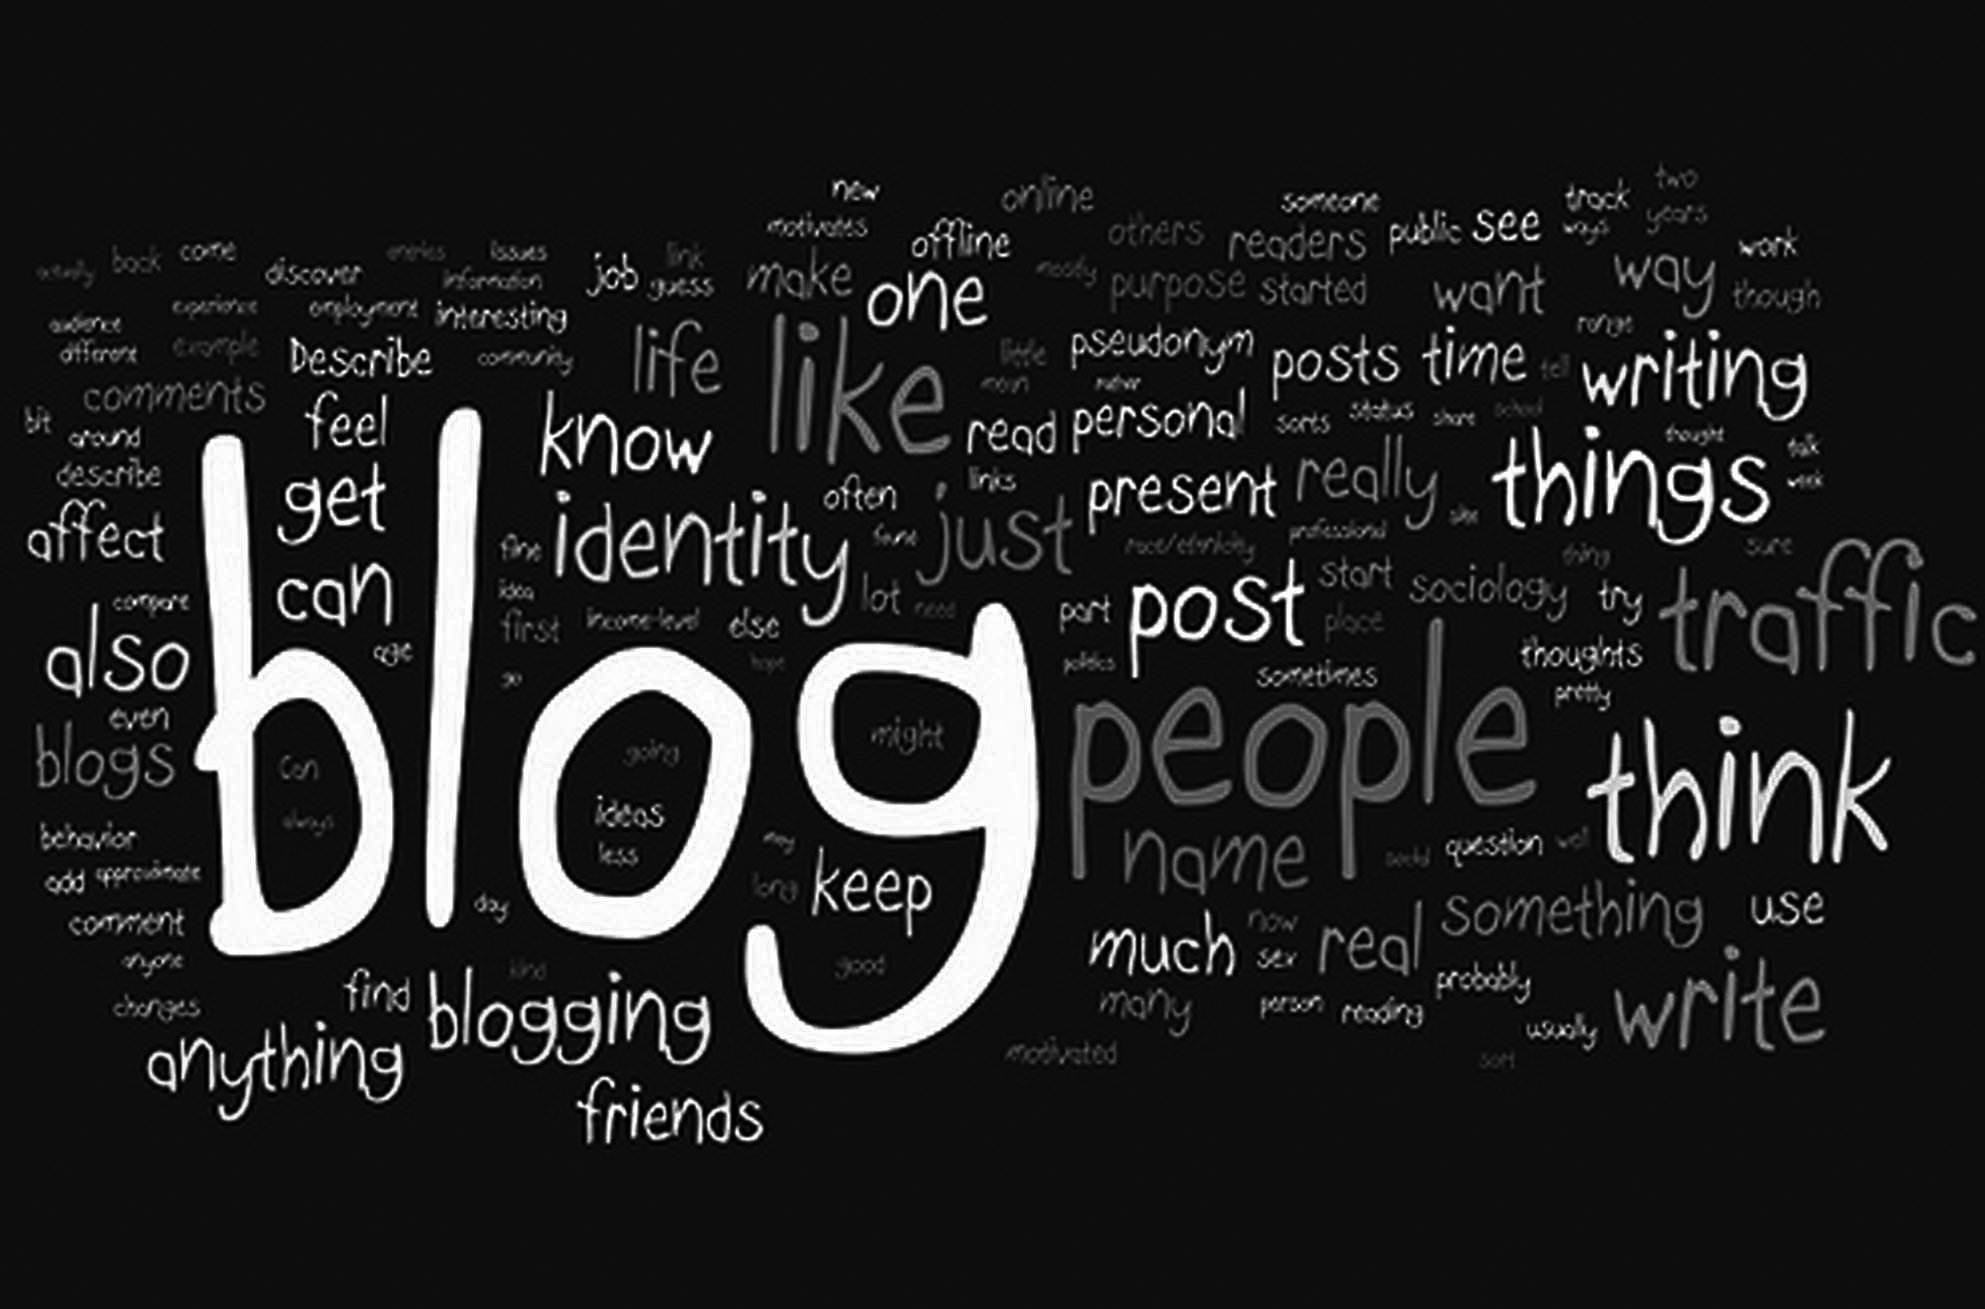 two
new online someone track
motivates offline others readers public see ways years
back come entries issues job link make one mostly purpose started want way work
actually discover information guess though
audience experience employment interesting range
different example Describe community life like little pseudonym posts time tell writing
comments main rather
bit around feel know read personal sorts status share school thought talk
describe get often links present really things week
affect fine identity found just race/ethnicity professional thing sure
compare can idea lot need part post start sociology try traffic
also age first income-level else place
even go hope politics sometimes thoughts pretty
blog
blogs Can going might people think
always ideas
behavior less may keep name social question well
add approximate long
comment day much now real something use
anyone find kind good sex probably
changes blogging many person reading usually write
anything motivated sort
friends